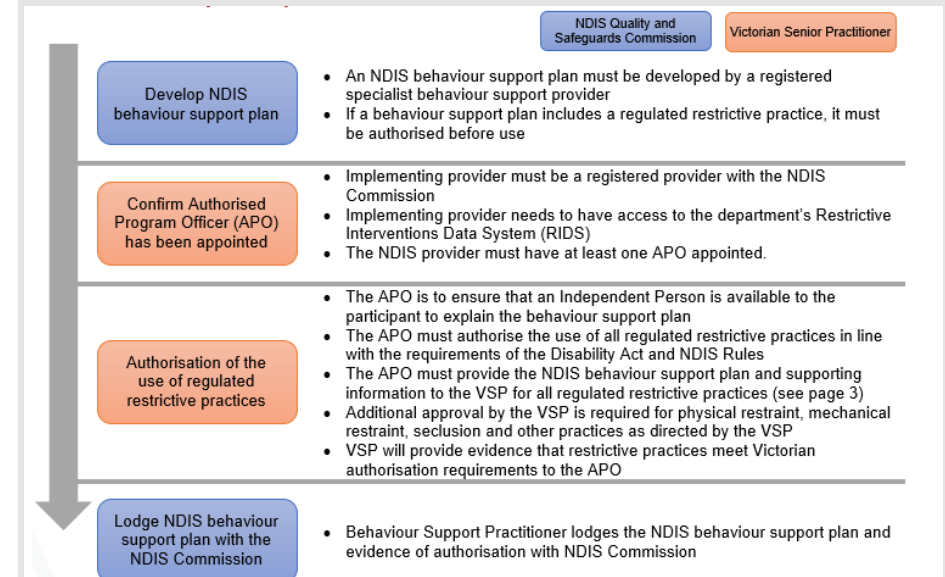 NDIS Quality and
Safeguards Commission
Victorian Senior Practitioner
Develop NDIS
behaviour support plan
• An NDIS behaviour support plan must be developed by a registered
specialist behaviour support provider
• If a behaviour support plan includes a regulated restrictive practice, it must
be authorised before use
Confirm Authorised
Program Officer (APO)
has been appointed
• Implementing provider must be a registered provider with the NDIS
Commission
• Implementing provider needs to have access to the department's Restrictive
Interventions Data System (RIDS)
• The NDIS provider must have at least one APO appointed.
Authorisation of the
use of regulated
restrictive practices
• The APO is to ensure that an Independent Person is available to the
participant to explain the behaviour support plan
• The APO must authorise the use of all regulated restrictive practices in line
with the requirements of the Disability Act and NDIS Rules
• The APO must provide the NDIS behaviour support plan and supporting
information to the VSP for all regulated restrictive practices (see page 3)
• Additional approval by the VSP is required for physical restraint, mechanical
restraint, seclusion and other practices as directed by the VSP
• VSP will provide evidence that restrictive practices meet Victorian
authorisation requirements to the APO
Lodge NDIS behaviour
support plan with the
NDIS Commission
• Behaviour Support Practitioner lodges the NDIS behaviour support plan and
evidence of authorisation with NDIS Commission